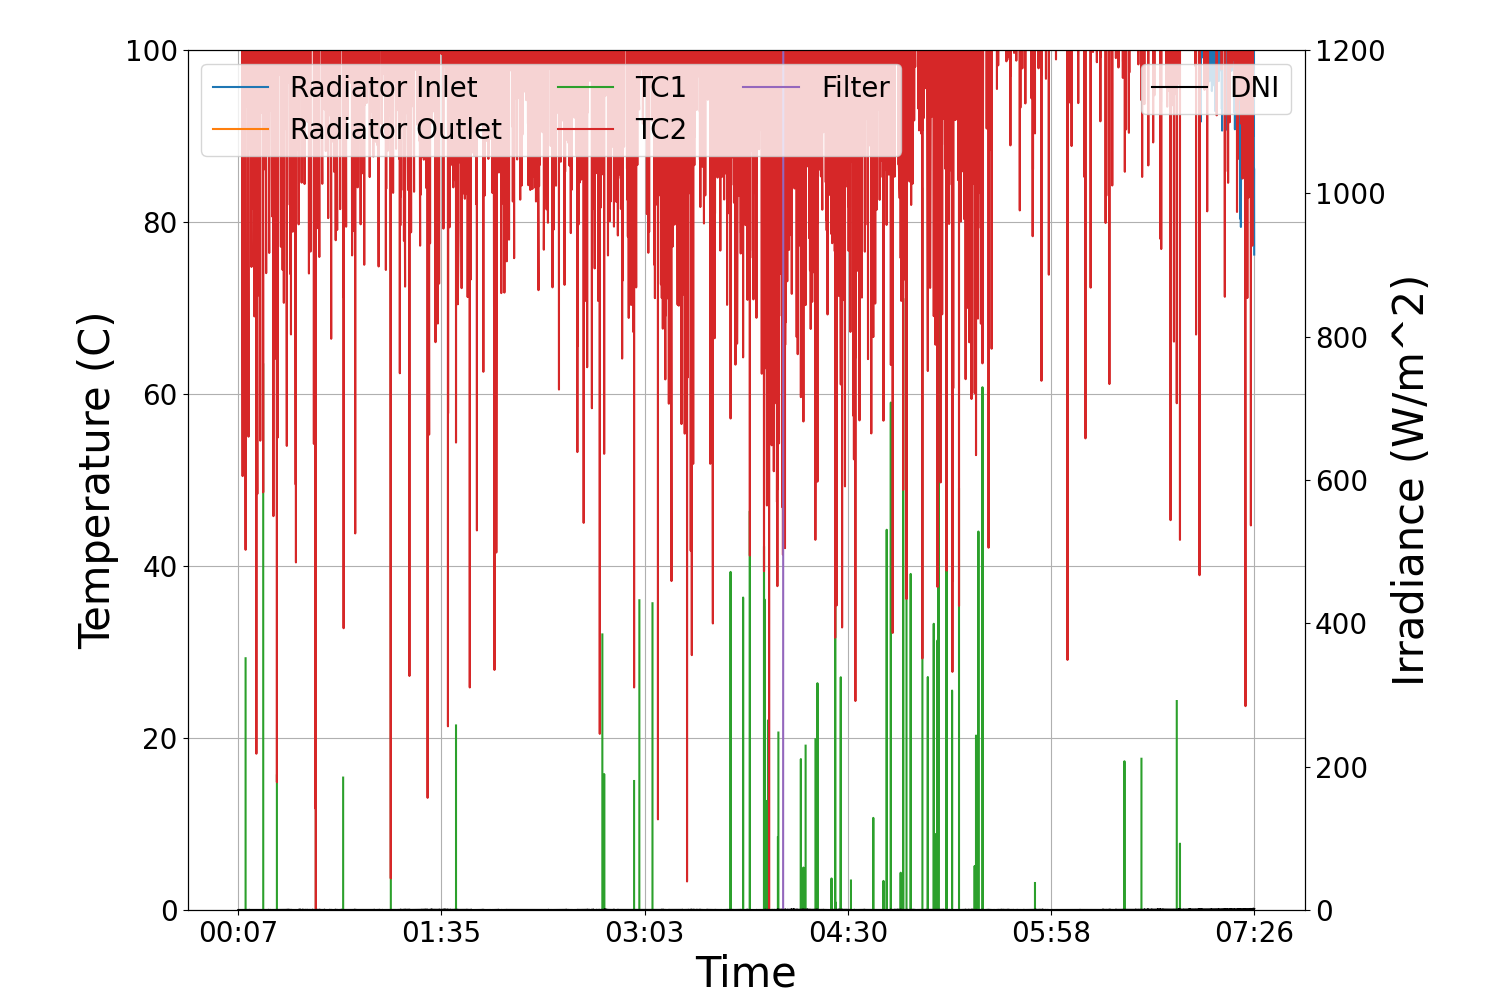 100
80
60
40
20
0
Temperature (C)
Radiator Inlet
Radiator Outlet
TC1
TC2
Filter
DNI
1200
1000
800
600
400
200
0
Irradiance (W/m^2)
00:07 01:35 03:03 04:30 05:58 07:26
Time